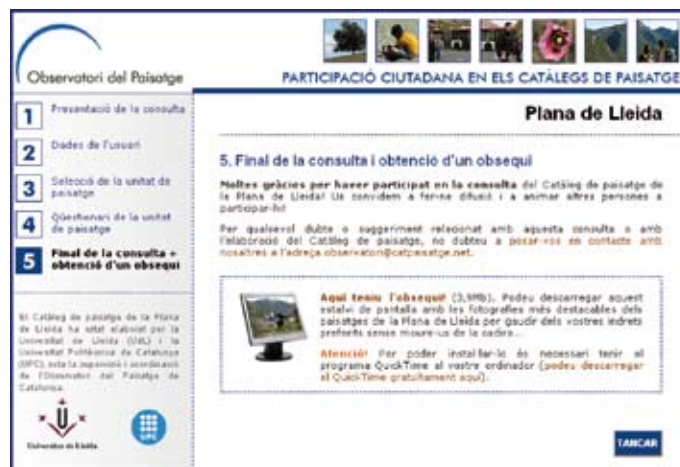 Observatori del Paisatge
PARTICIPACIÓ CIUTADANA EN ELS CATÀLEGS DE PAISATGE
1 Presentació de la consulta
2 Dades de l'usuari
3 Selecció de la unitat de
paisatge
4 Qüestionari de la unitat
de paisatge
5 Final de la consulta +
obtenció d'un obsequi
El Catàleg de paisatge de la Plana
de Lleida ha estat elaborat per la
Universitat de Lleida (UdL) i la
Universitat Politècnica de Catalunya
(UPC), sota la supervisió i coordinació
de l'Observatori del Paisatge de
Catalunya.
Universitat de Lleida
UPC
Plana de Lleida
5. Final de la consulta i obtenció d'un obsequi
Moltes gràcies per haver participat en la consulta del Catàleg de paisatge de
la Plana de Lleida! Us convidem a fer-ne difusió i a animar altres persones a
participar-hi!
Per qualsevol dubte o suggeriment relacionat amb aquesta consulta o amb
l'elaboració del Catàleg de paisatge, no dubteu a posar-vos en contacte amb
nosaltres a l'adreça observatori@catpaisatge.net.
Aquí teniu l'obsequi! (3,9Mb). Podeu descarregar aquest
estalvi de pantalla amb les fotografies més destacables dels
paisatges de la Plana de Lleida per gaudir dels vostres indrets
preferits sense moure-us de la cadira...
Atenció! Per poder instal·lar-lo és necessari tenir el
programa QuickTime al vostre ordinador (podeu descarregar
el QuickTime gratuïtament aquí).
TANCAR